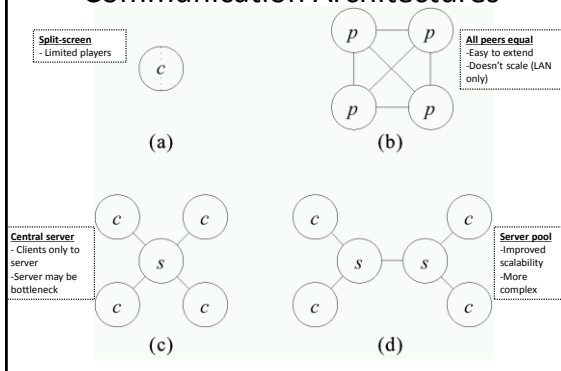 Communication Architectures
Split-screen
- Limited players
c
(a)
p p
p p
(b)
All peers equal
-Easy to extend
-Doesn't scale (LAN
only)
Central server
- Clients only to
server
-Server may be
bottleneck
c c
s
c c
(c)
c c
s s
c c
(d)
Server pool
-Improved
scalability
-More
complex